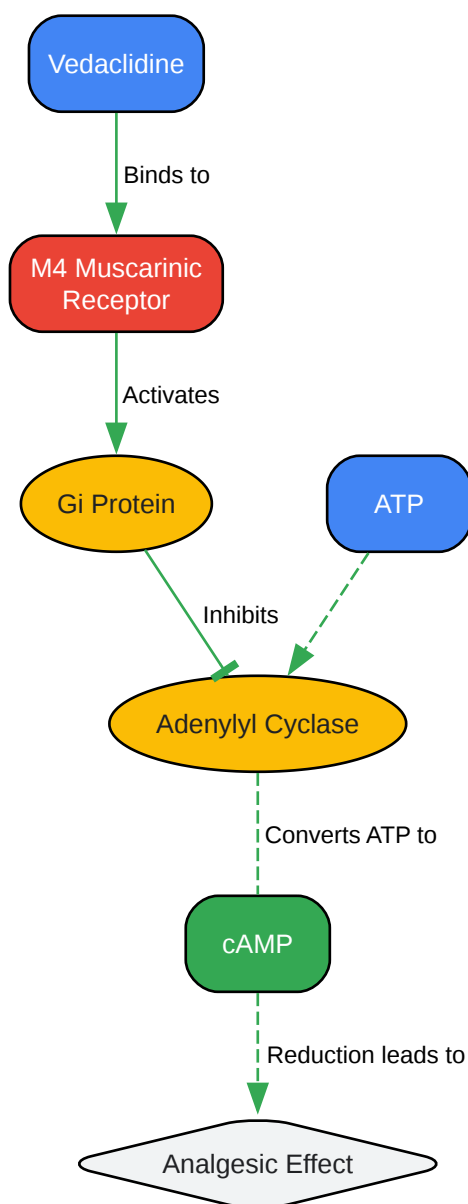 Vedaclidine
Binds to
M4 Muscarinic
Receptor
Activates
Gi Protein
ATP
Inhibits
Adenylyl Cyclase
Converts ATP to
cAMP
Reduction leads to
Analgesic Effect